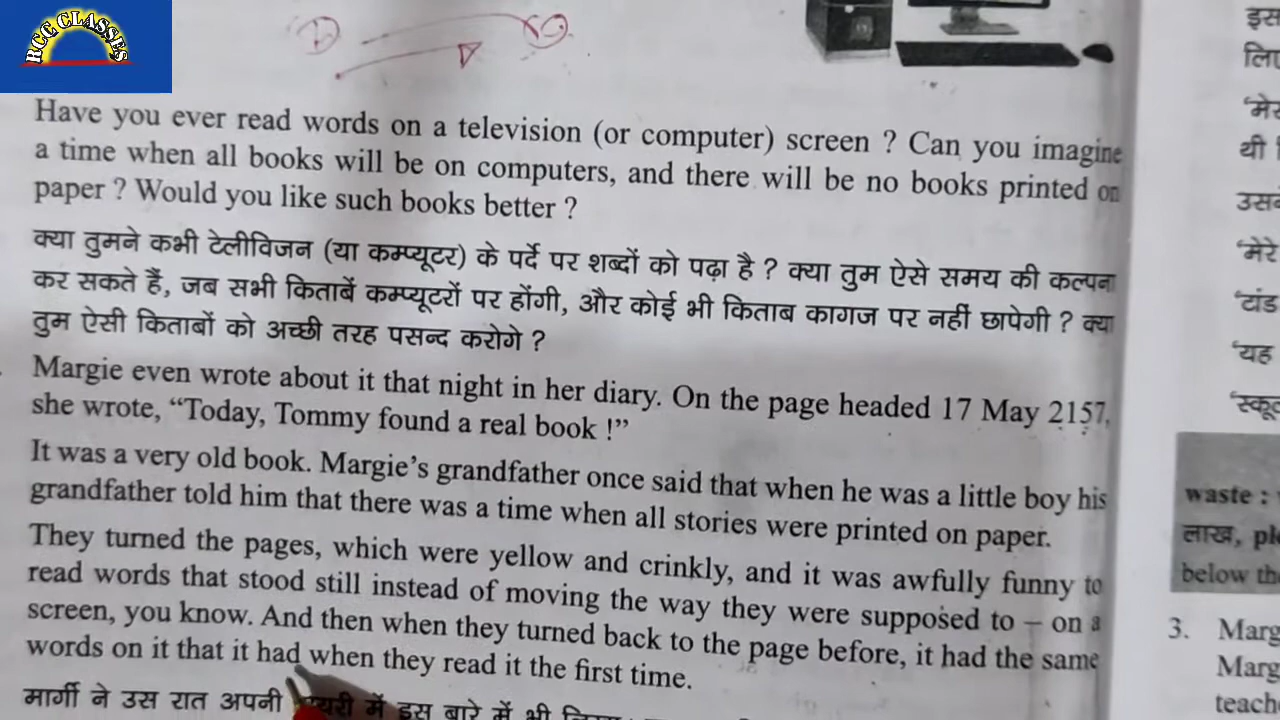 RCC CLASSES
Have you ever read words on a television (or computer) screen ? Can you imagine
a time when all books will be on computers, and there will be no books printed on
paper ? Would you like such books better ?
क्या तुमने कभी टेलीविजन (या कम्प्यूटर) के पर्दे पर शब्दों को पढ़ा है ? क्या तुम ऐसे समय की कल्पना
कर सकते हैं, जब सभी किताबें कम्प्यूटरों पर होंगी, और कोई भी किताब कागज पर नहीं छापेगी ? क्या
तुम ऐसी किताबों को अच्छी तरह पसन्द करोगे ?
Margie even wrote about it that night in her diary. On the page headed 17 May 2157,
she wrote, “Today, Tommy found a real book !”
It was a very old book. Margie’s grandfather once said that when he was a little boy his
grandfather told him that there was a time when all stories were printed on paper.
They turned the pages, which were yellow and crinkly, and it was awfully funny to
read words that stood still instead of moving the way they were supposed to – on a
screen, you know. And then when they turned back to the page before, it had the same
words on it that it had when they read it the first time.
मार्गी ने उस रात अपनी में इस बारे में भी
थी
‘मेरे
‘यह
waste :
लाख,
below
3. Marg
Marg
teach